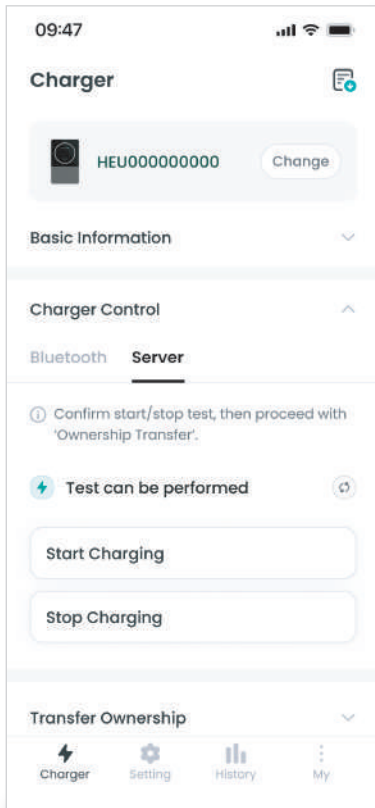 09:47
Charger
HEU000000000
Change
Basic Information
Charger Control
Bluetooth Server
Confirm start/stop test, then proceed with
‘Ownership Transfer’.
Test can be performed
Start Charging
Stop Charging
Transfer Ownership
Charger Setting History My